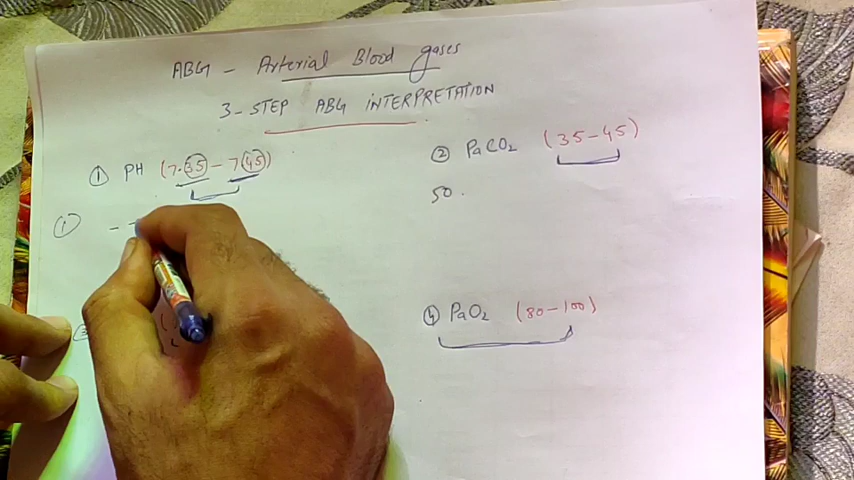 ABG - Arterial Blood gases
3-STEP ABG INTERPRETATION
① PH (7.35-7.45)
② PaCO2 (35-45)
50.
①
④ PaO2 (80-100)